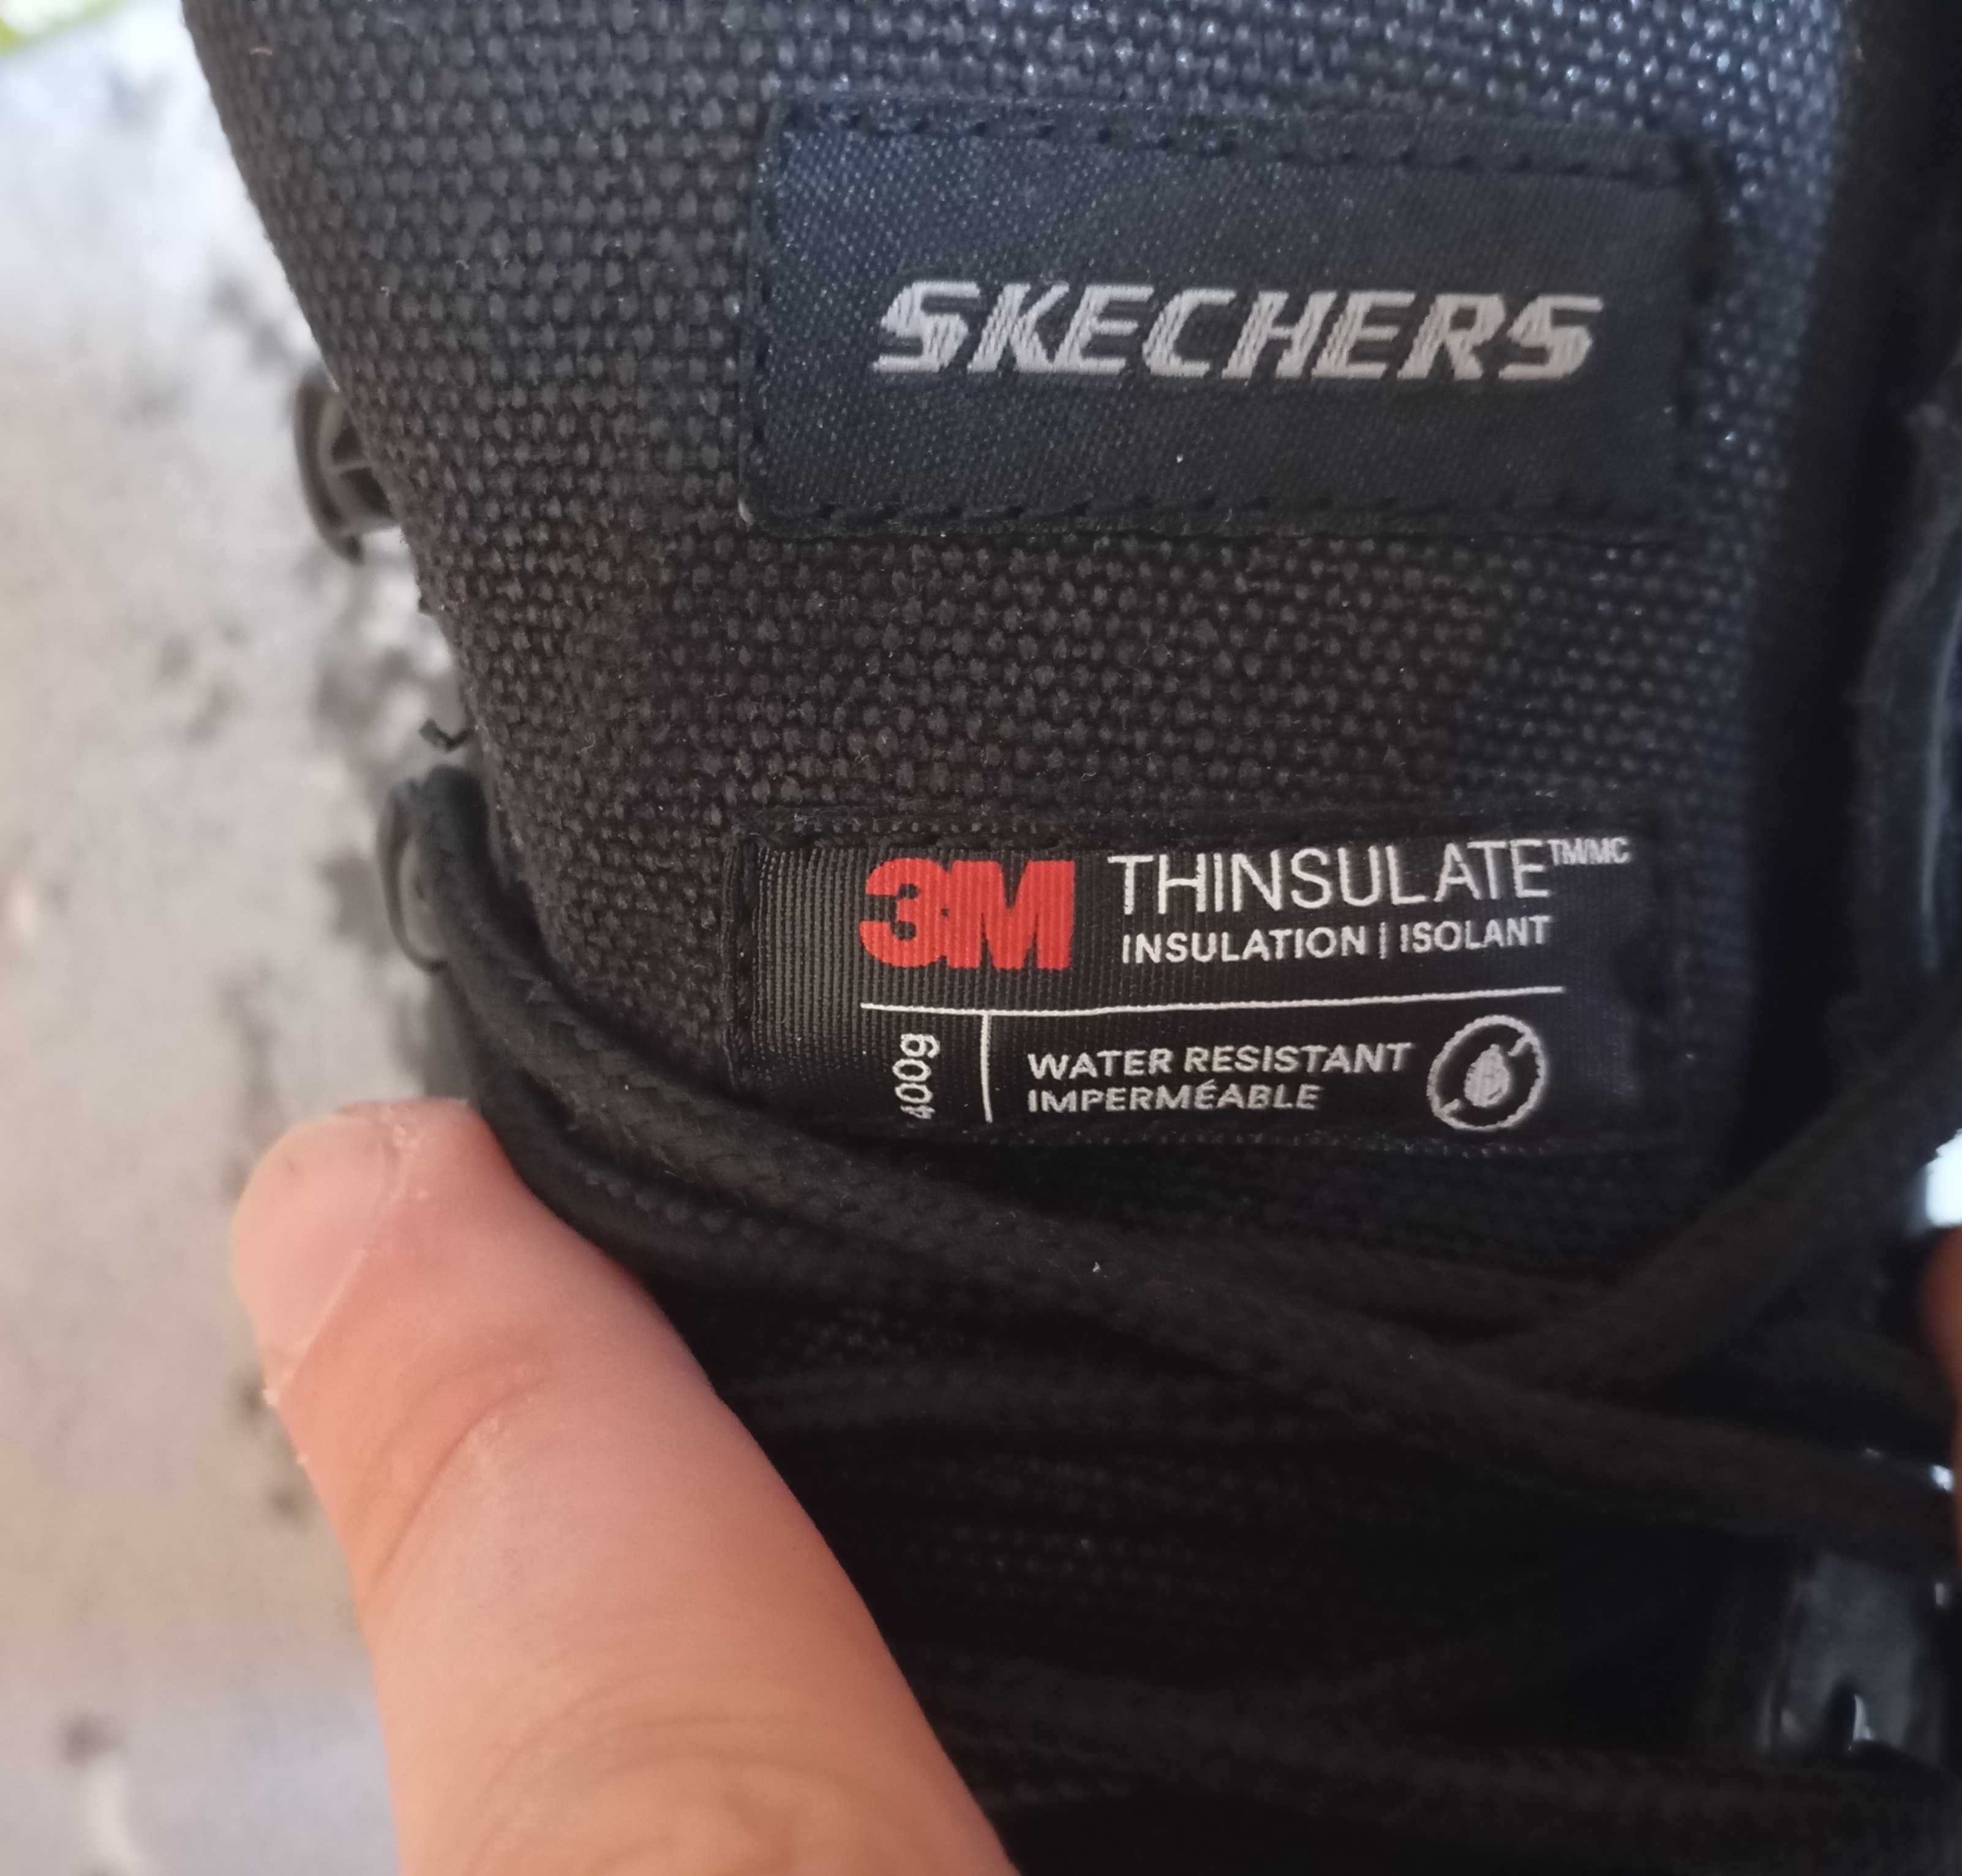 SKECHERS
3M THINSULATE™/MC
INSULATION | ISOLANT
400g
WATER RESISTANT
IMPERMÉABLE